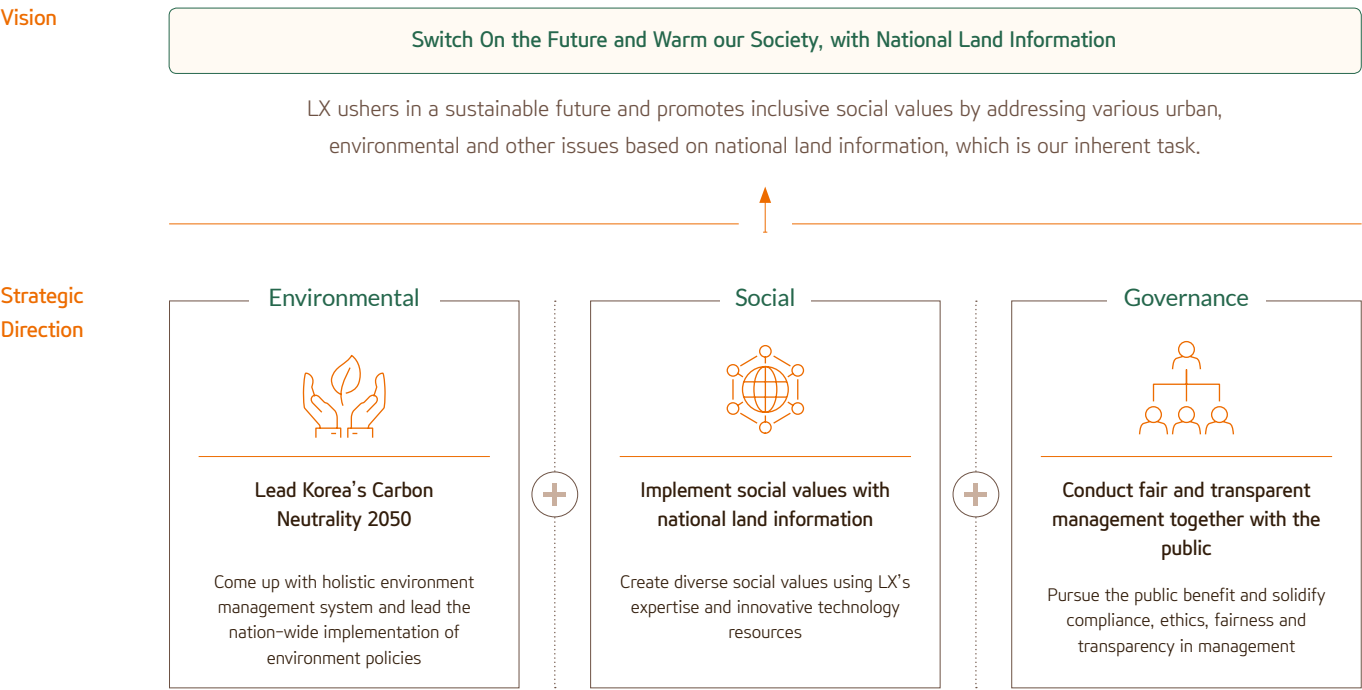 Vision
Switch On the Future and Warm our Society, with National Land Information
LX ushers in a sustainable future and promotes inclusive social values by addressing various urban,
environmental and other issues based on national land information, which is our inherent task.
Strategic
Direction
Environmental
Lead Korea's Carbon
Neutrality 2050
Come up with holistic environment
management system and lead the
nation-wide implementation of
environment policies
Social
Implement social values with
national land information
Create diverse social values using LX's
expertise and innovative technology
resources
Governance
Conduct fair and transparent
management together with the
public
Pursue the public benefit and solidify
compliance, ethics, fairness and
transparency in management